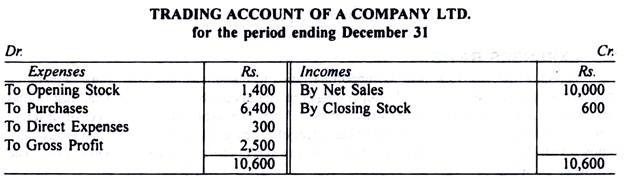 TRADING ACCOUNT OF A COMPANY LTD.
for the period ending December 31
Dr. Cr.
Expenses Rs. Incomes Rs.
To Opening Stock 1,400 By Net Sales 10,000
To Purchases 6,400 By Closing Stock 600
To Direct Expenses 300
To Gross Profit 2,500
10,600 10,600